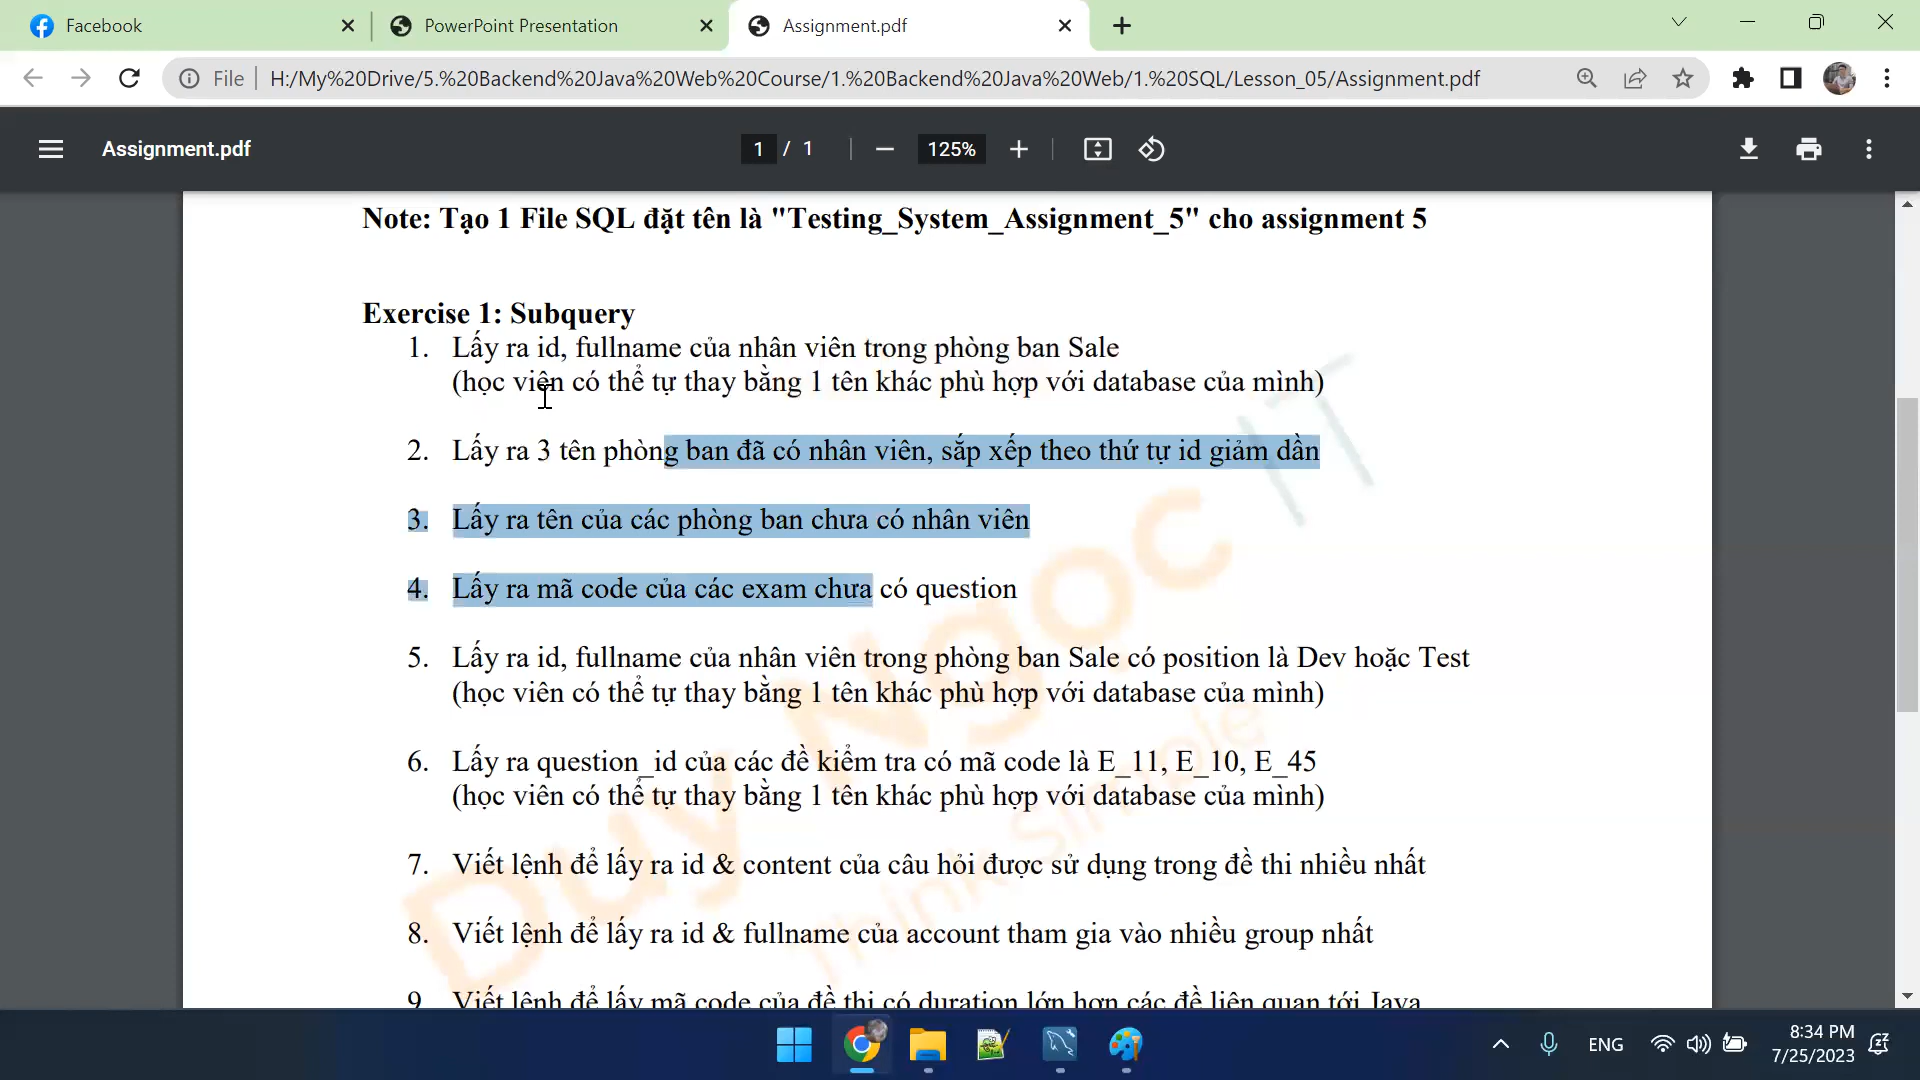 Facebook
PowerPoint Presentation
Assignment.pdf
File
H:/My%20Drive/5.%20Backend%20Java%20Web%20Course/1.%20Backend%20Java%20Web/1.%20SQL/Lesson_05/Assignment.pdf
Assignment.pdf
1 / 1
125%
Note: Tạo 1 File SQL đặt tên là "Testing_System_Assignment_5" cho assignment 5
Exercise 1: Subquery
1. Lấy ra id, fullname của nhân viên trong phòng ban Sale
(học viên có thể tự thay bằng 1 tên khác phù hợp với database của mình)
2. Lấy ra 3 tên phòng ban đã có nhân viên, sắp xếp theo thứ tự id giảm dần
3. Lấy ra tên của các phòng ban chưa có nhân viên
4. Lấy ra mã code của các exam chưa có question
5. Lấy ra id, fullname của nhân viên trong phòng ban Sale có position là Dev hoặc Test
(học viên có thể tự thay bằng 1 tên khác phù hợp với database của mình)
6. Lấy ra question_id của các đề kiểm tra có mã code là E_11, E_10, E_45
(học viên có thể tự thay bằng 1 tên khác phù hợp với database của mình)
7. Viết lệnh để lấy ra id & content của câu hỏi được sử dụng trong đề thi nhiều nhất
8. Viết lệnh để lấy ra id & fullname của account tham gia vào nhiều group nhất
9. Viết lệnh để lấy mã code của đề thi có duration lớn hơn các đề liên quan tới Java
Duy Ngọc IT
Think Simple
ENG
8:34 PM
7/25/2023